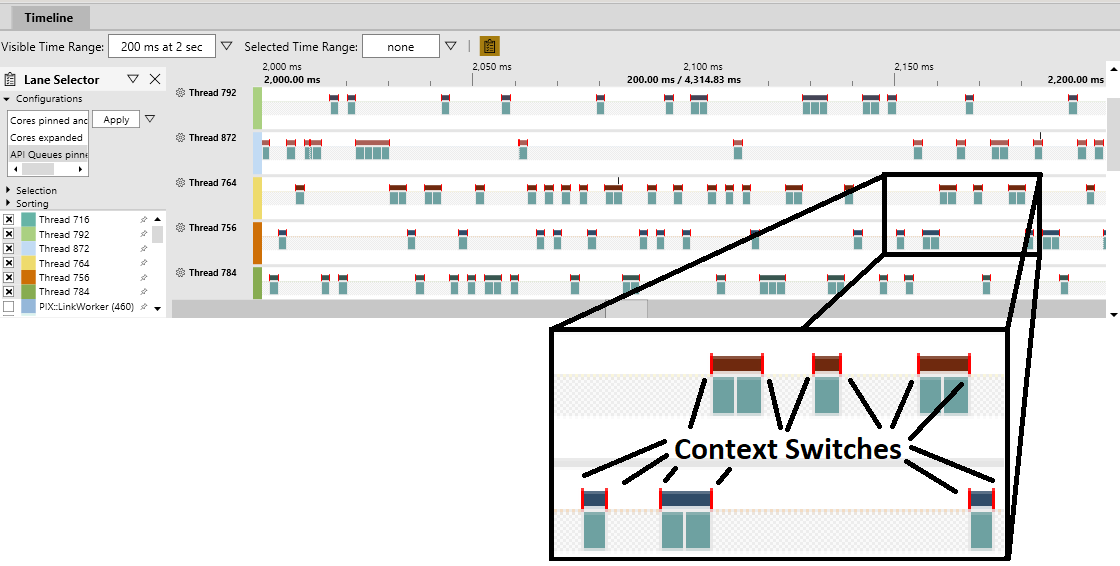 Timeline
Visible Time Range: 200 ms at 2 sec Selected Time Range: none
Lane Selector
Configurations
Cores pinned and
Apply
Cores expanded
API Queues pinne
Selection
Sorting
Thread 716
Thread 792
Thread 872
Thread 764
Thread 756
Thread 784
PIX::LinkWorker (460)
2,000 ms 2,050 ms 2,100 ms 2,150 ms
2,000.00 ms 200.00 ms / 4,314.83 ms 2,200.00 ms
Thread 792
Thread 872
Thread 764
Thread 756
Thread 784
Context Switches